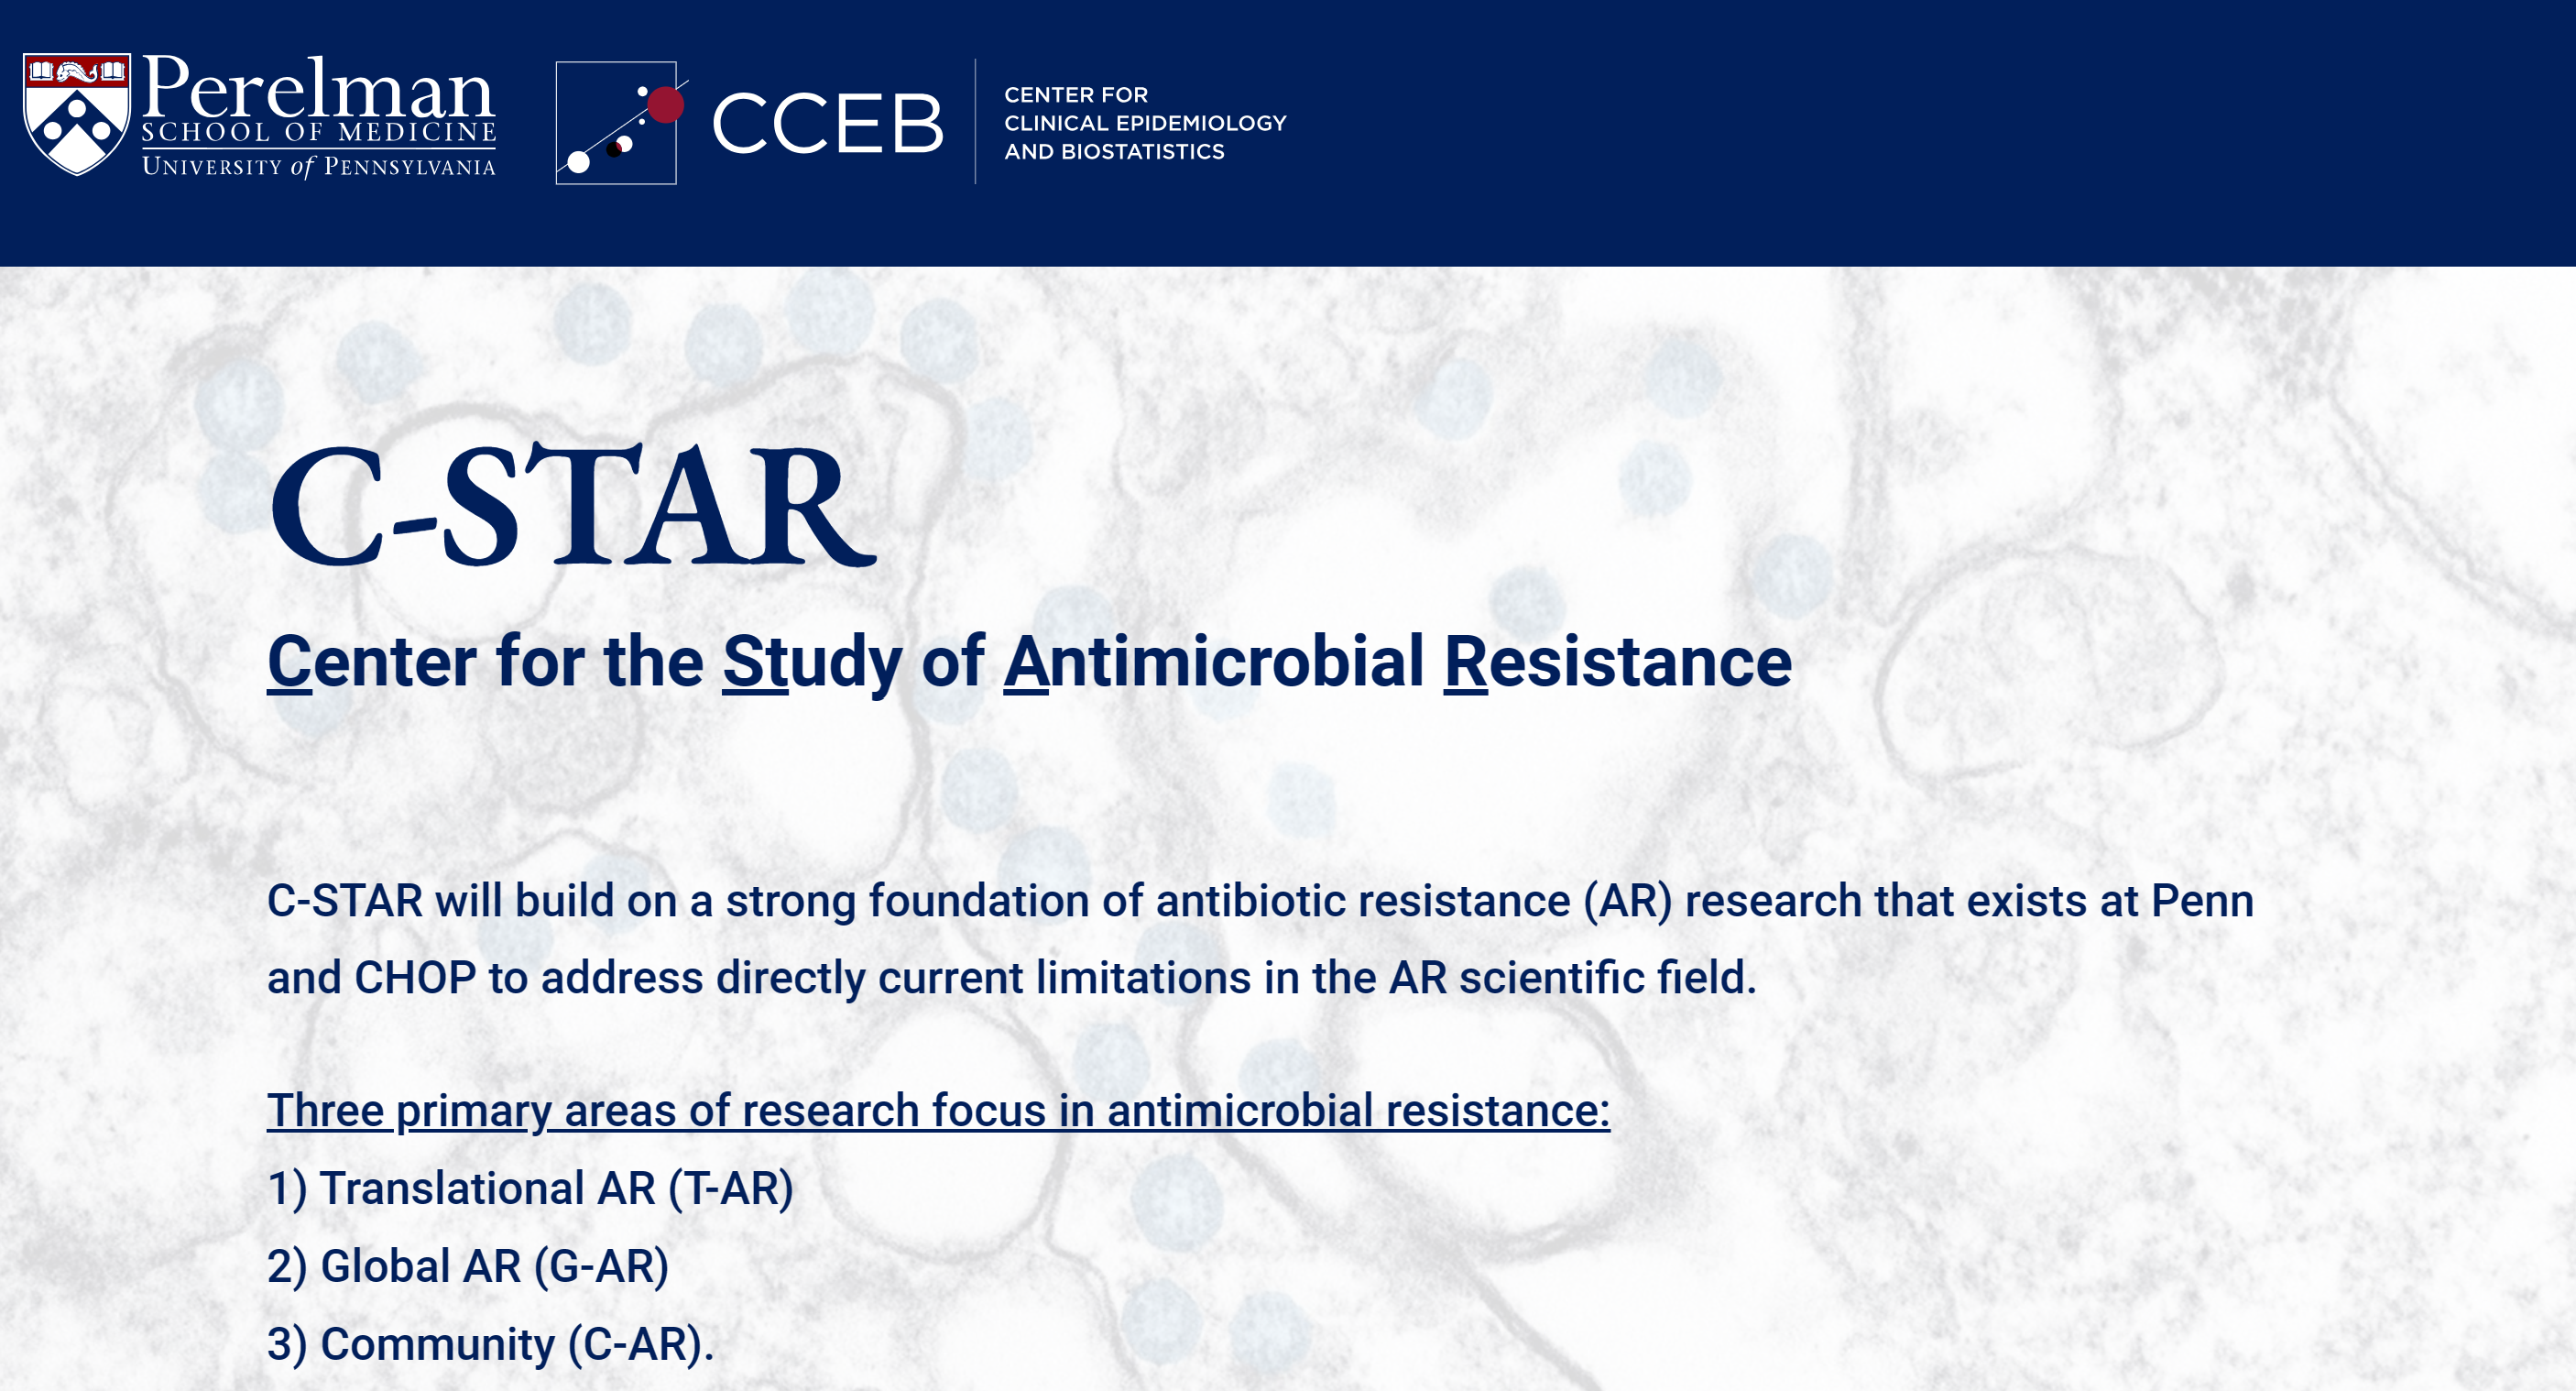 Perelman
SCHOOL OF MEDICINE
UNIVERSITY of PENNSYLVANIA
CCEB
CENTER FOR
CLINICAL EPIDEMIOLOGY
AND BIOSTATISTICS
C-STAR
Center for the Study of Antimicrobial Resistance
C-STAR will build on a strong foundation of antibiotic resistance (AR) research that exists at Penn
and CHOP to address directly current limitations in the AR scientific field.
Three primary areas of research focus in antimicrobial resistance:
1) Translational AR (T-AR)
2) Global AR (G-AR)
3) Community (C-AR).